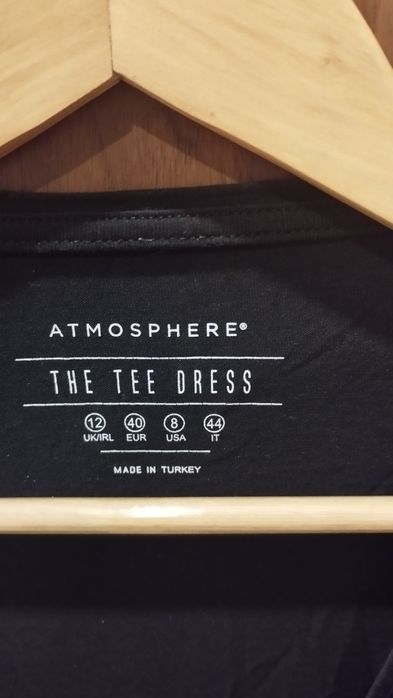 ATMOSPHERE®
THE TEE DRESS
12 40 8 44
UK/IRL EUR USA IT
MADE IN TURKEY